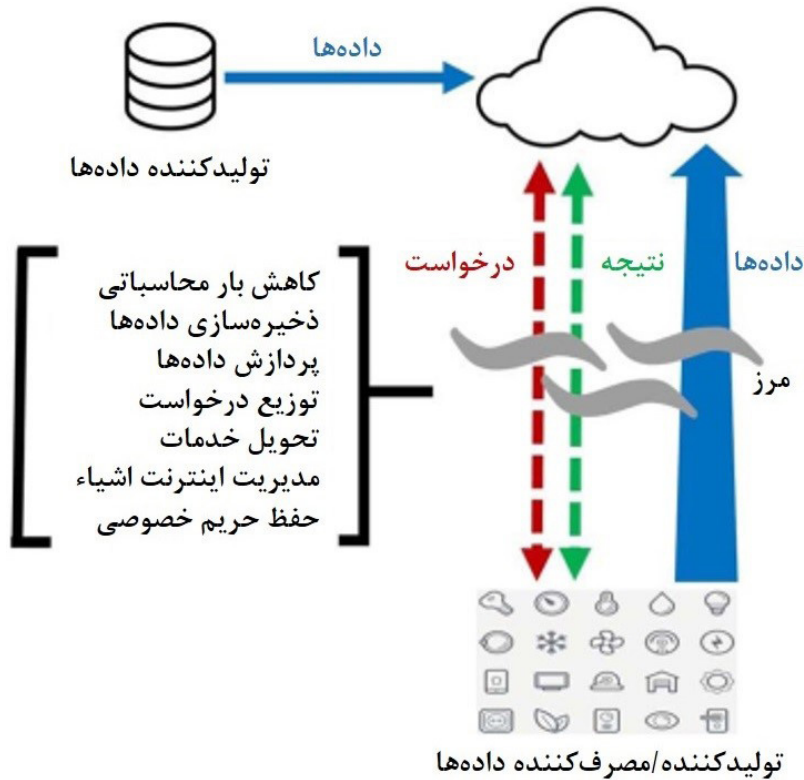 داده‌ها
تولیدکننده داده‌ها
درخواست
نتیجه
داده‌ها
مرز
کاهش بار محاسباتی
ذخیره‌سازی داده‌ها
پردازش داده‌ها
توزیع درخواست
تحویل خدمات
مدیریت اینترنت اشیاء
حفظ حریم خصوصی
تولیدکننده/مصرف‌کننده داده‌ها